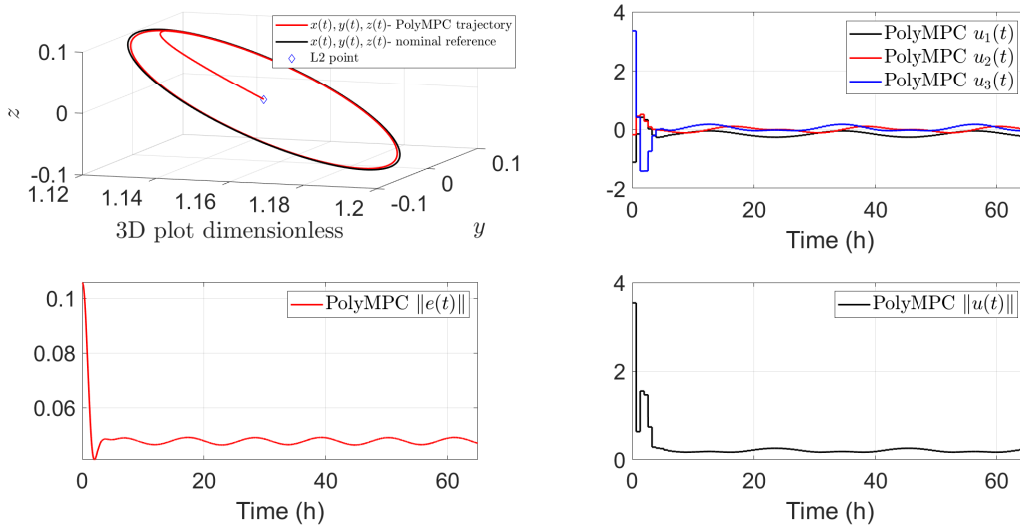 x(t), y(t), z(t)- PolyMPC trajectory
x(t), y(t), z(t)- nominal reference
L2 point
0.1
0
-0.1
z
1.12
1.14
1.16
1.18
1.2
-0.1
0
0.1
y
3D plot dimensionless
PolyMPC u₁(t)
PolyMPC u₂(t)
PolyMPC u₃(t)
4
2
0
-2
0
20
40
60
Time (h)
PolyMPC ‖e(t)‖
0.1
0.08
0.06
0
20
40
60
Time (h)
PolyMPC ‖u(t)‖
4
2
0
0
20
40
60
Time (h)